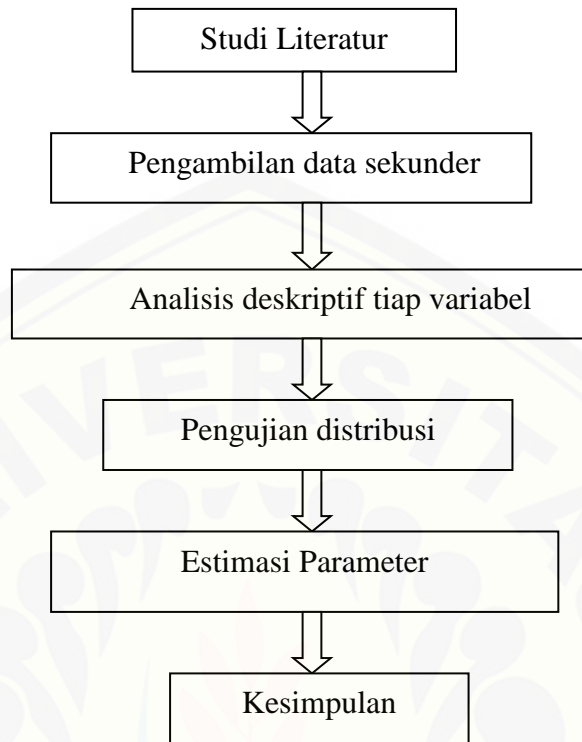 Studi Literatur
Pengambilan data sekunder
Analisis deskriptif tiap variabel
Pengujian distribusi
Estimasi Parameter
Kesimpulan